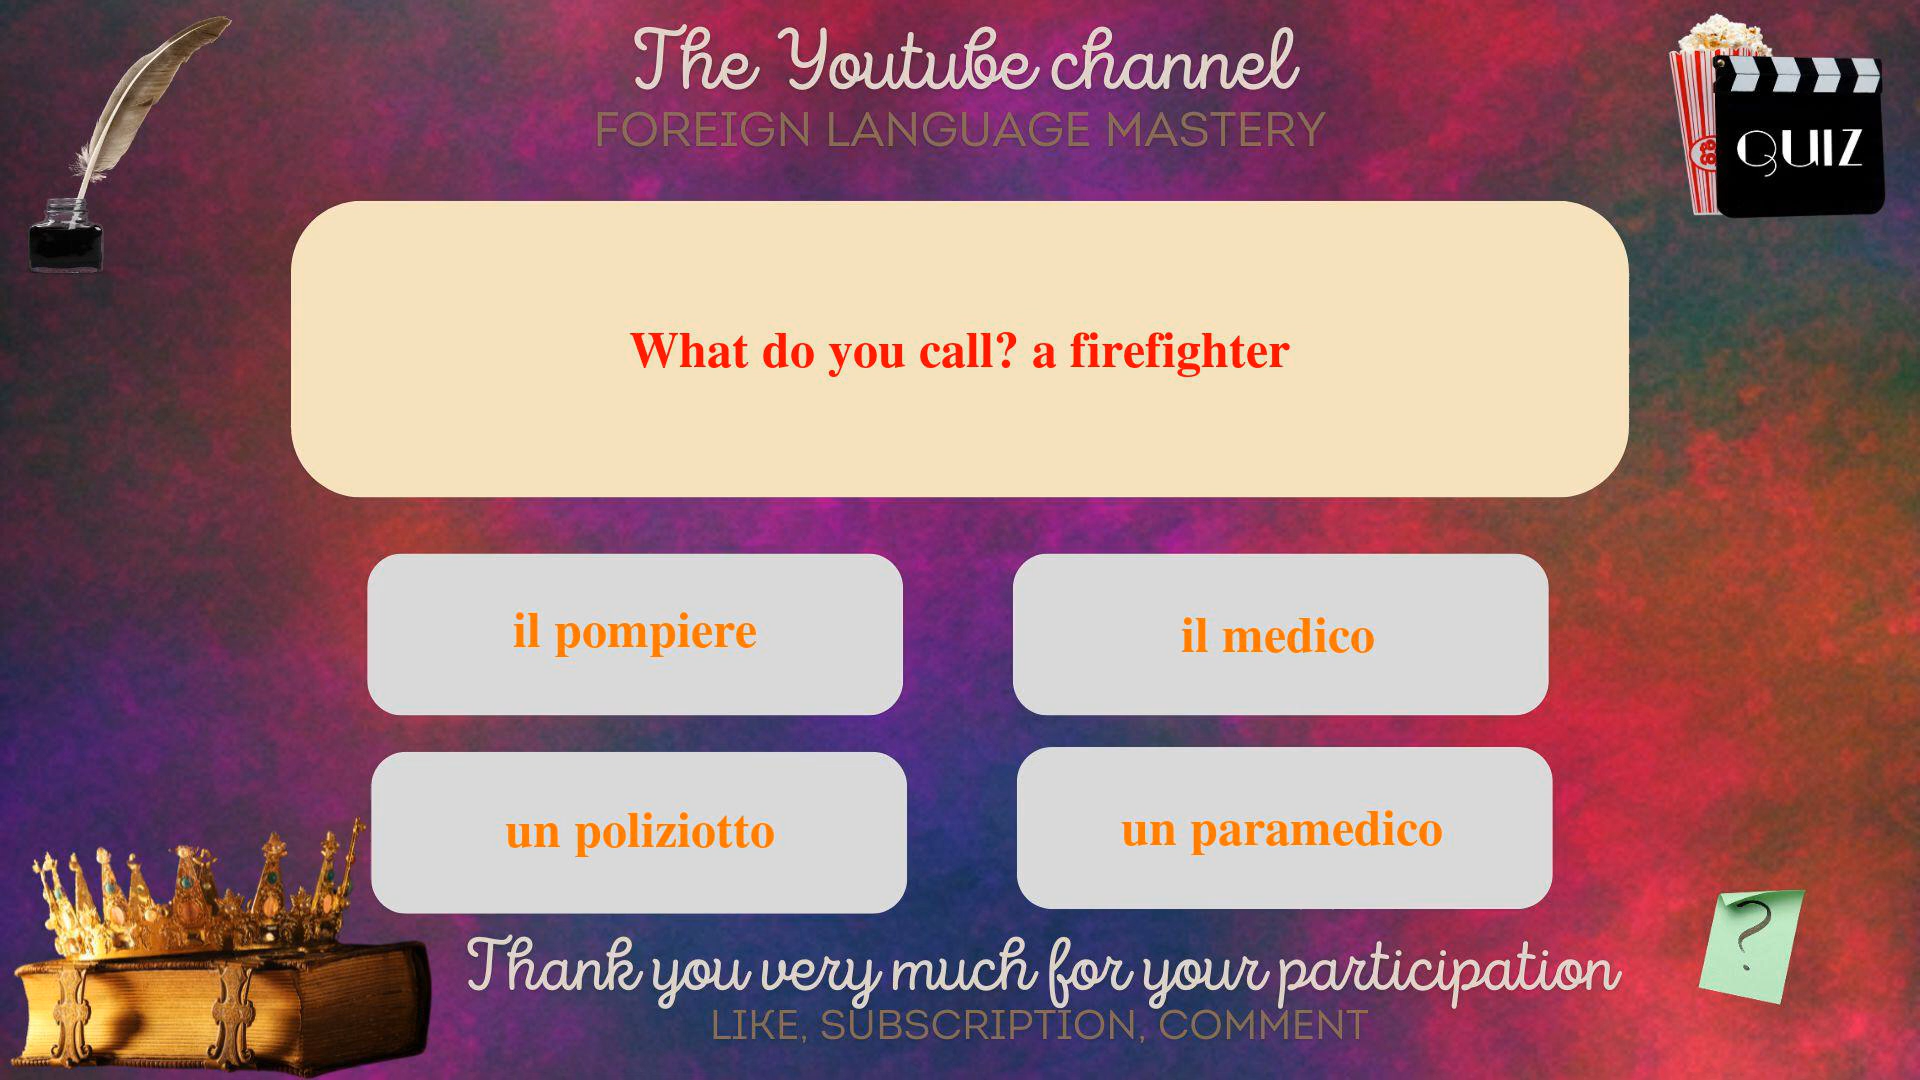 The Youtube channel
FOREIGN LANGUAGE MASTERY
QUIZ
What do you call? a firefighter
il pompiere
il medico
un poliziotto
un paramedico
?
Thank you very much for your participation
LIKE, SUBSCRIPTION, COMMENT